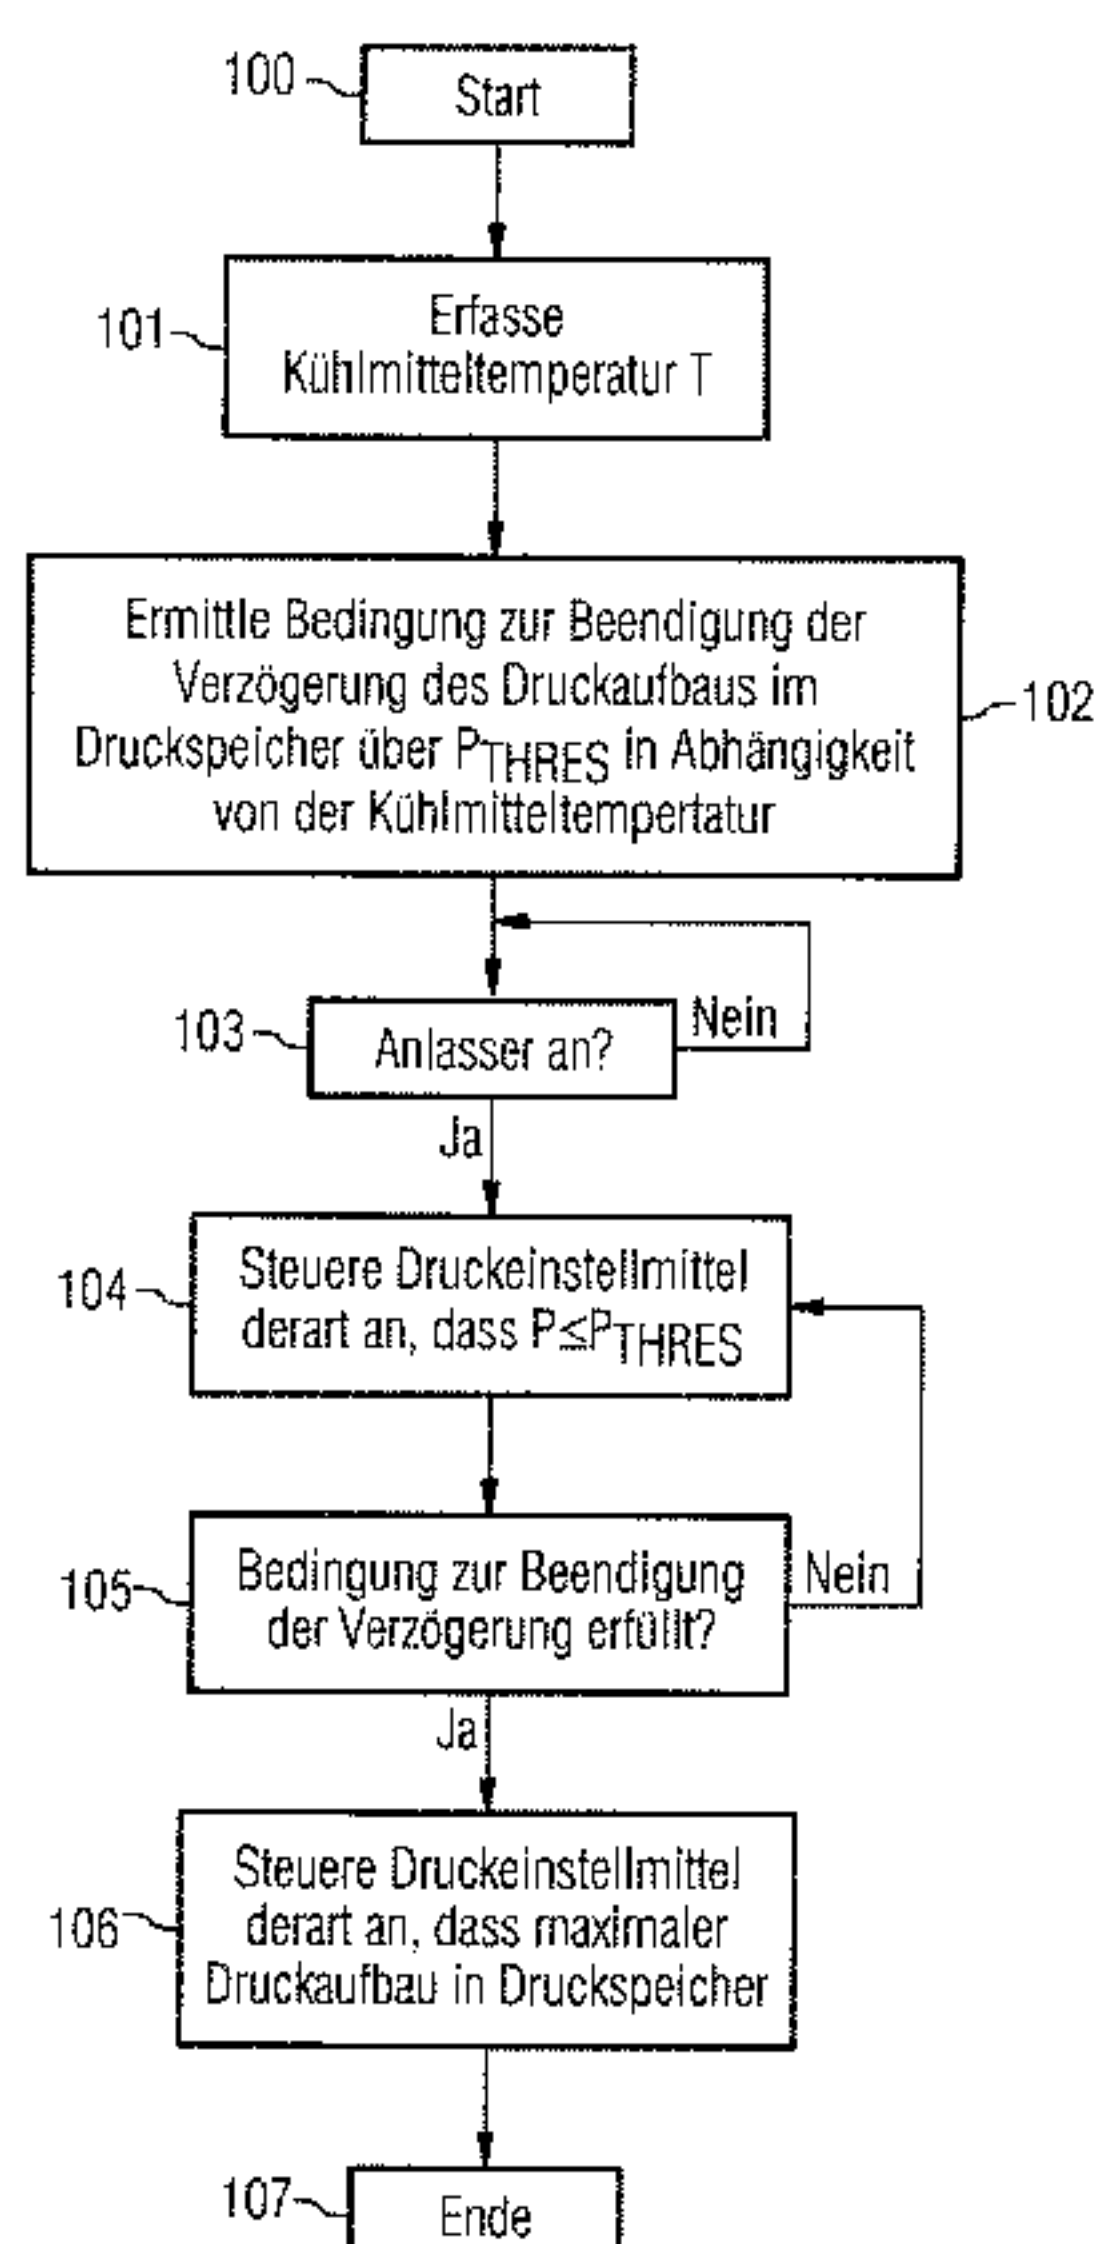 100
Start
101
Erfasse
Kühlmitteltemperatur T
Ermittle Bedingung zur Beendigung der
Verzögerung des Druckaufbaus im
Druckspeicher über PTHRES in Abhängigkeit
von der Kühlmitteltempertatur
102
103
Anlasser an?
Nein
Ja
104
Steuere Druckeinstellmittel
derart an, dass P≤PTHRES
105
Bedingung zur Beendigung
der Verzögerung erfüllt?
Nein
Ja
106
Steuere Druckeinstellmittel
derart an, dass maximaler
Druckaufbau in Druckspeicher
107
Ende